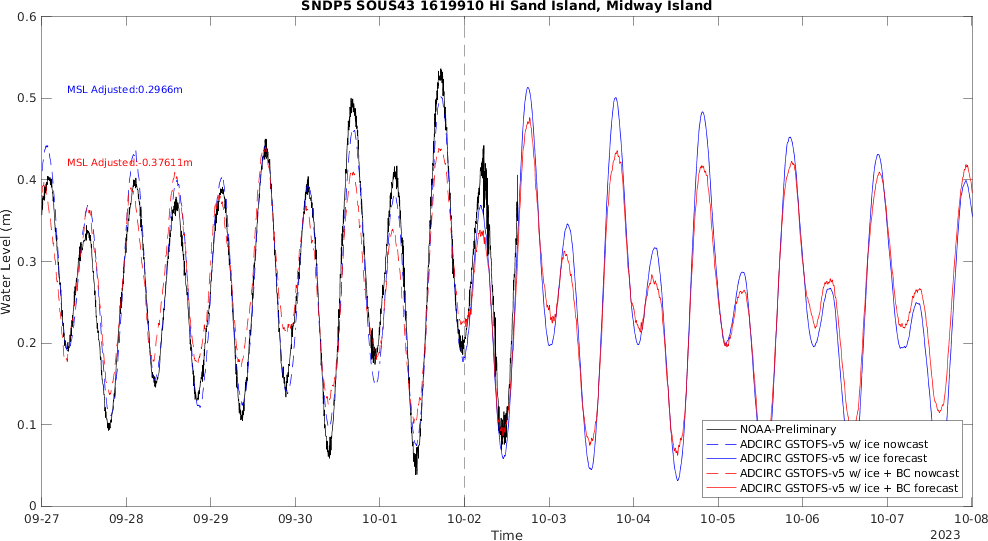 SNDP5 SOUS43 1619910 HI Sand Island, Midway Island
0.6
MSL Adjusted:0.2966m
0.5
MSL Adjusted:-0.37611m
0.4
0.3
Water Level (m)
0.2
0.1
0
NOAA-Preliminary
ADCIRC GSTOFS-v5 w/ ice nowcast
ADCIRC GSTOFS-v5 w/ ice forecast
ADCIRC GSTOFS-v5 w/ ice + BC nowcast
ADCIRC GSTOFS-v5 w/ ice + BC forecast
09-27 09-28 09-29 09-30 10-01 10-02 10-03 10-04 10-05 10-06 10-07 10-08
Time
2023